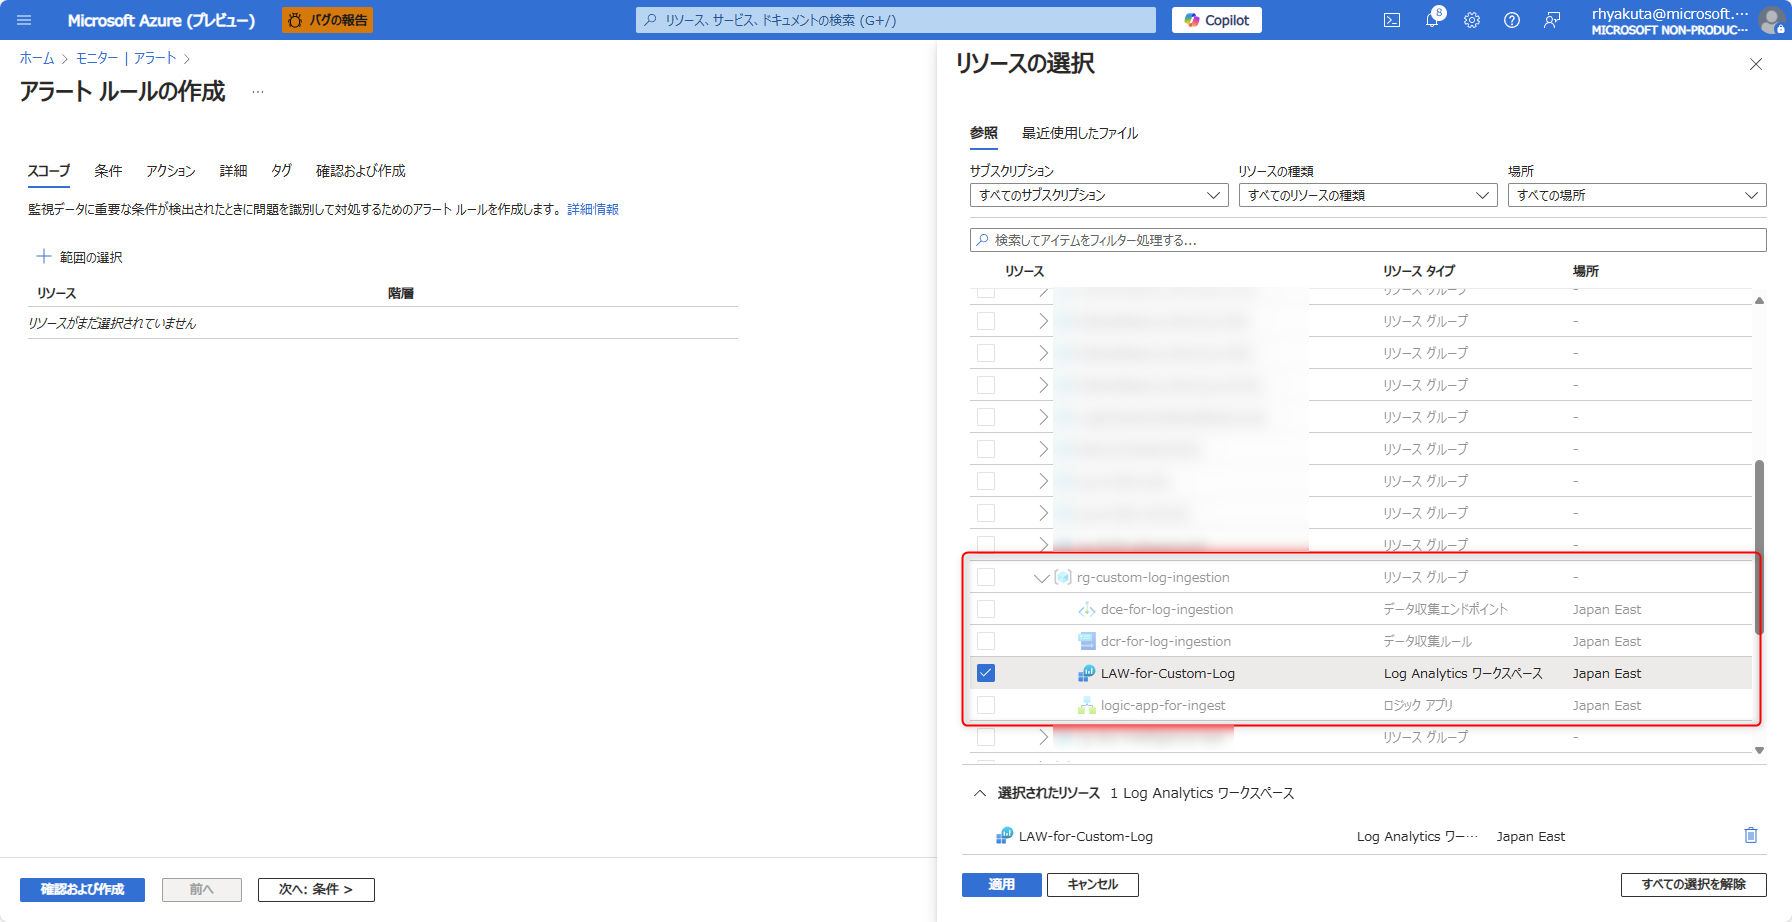 Microsoft Azure (プレビュー)
バグの報告
リソース、サービス、ドキュメントの検索 (G+/)
Copilot
8
rhyakuta@microsoft....
MICROSOFT NON-PRODUC...
ホーム > モニター | アラート >
アラート ルールの作成 ...
スコープ 条件 アクション 詳細 タグ 確認および作成
監視データに重要な条件が検出されたときに問題を識別して対処するためのアラート ルールを作成します。 詳細情報
範囲の選択
リソース 階層
リソースがまだ選択されていません
確認および作成 前へ 次へ: 条件 >
リソースの選択
参照 最近使用したファイル
サブスクリプション リソースの種類 場所
すべてのサブスクリプション すべてのリソースの種類 すべての場所
検索してアイテムをフィルター処理する...
リソース リソース タイプ 場所
リソース グループ -
リソース グループ -
リソース グループ -
リソース グループ -
リソース グループ -
リソース グループ -
リソース グループ -
リソース グループ -
リソース グループ -
rg-custom-log-ingestion リソース グループ -
dce-for-log-ingestion データ収集エンドポイント Japan East
dcr-for-log-ingestion データ収集ルール Japan East
LAW-for-Custom-Log Log Analytics ワークスペース Japan East
logic-app-for-ingest ロジック アプリ Japan East
リソース グループ -
選択されたリソース 1 Log Analytics ワークスペース
LAW-for-Custom-Log Log Analytics ワー... Japan East
適用 キャンセル すべての選択を解除